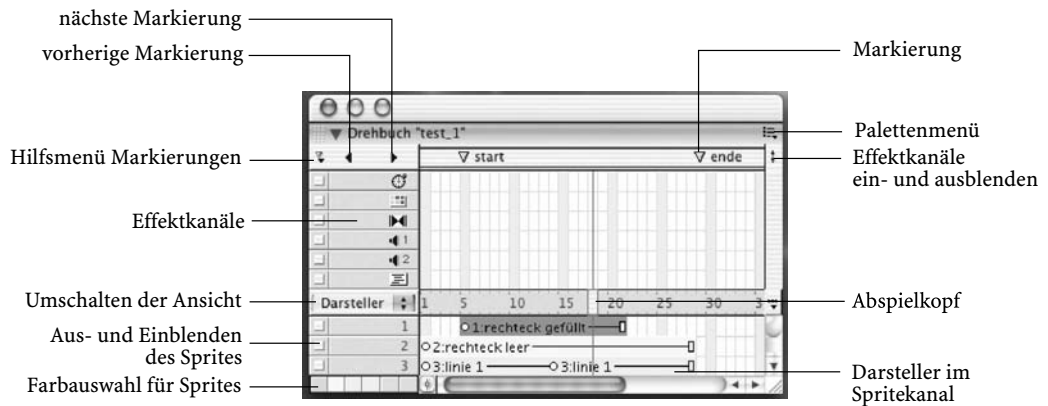 nächste Markierung
vorherige Markierung
Markierung
Drehbuch "test_1"
Palettenmenü
Hilfsmenü Markierungen
start
ende
Effektkanäle
ein- und ausblenden
Effektkanäle
1
2
Umschalten der Ansicht
Darsteller
1 5 10 15 20 25 30 3
Abspielkopf
Aus- und Einblenden
des Sprites
1
1:rechteck gefüllt
2
2:rechteck leer
3
3:linie 1
3:linie 1
Farbauswahl für Sprites
Darsteller im
Spritekanal